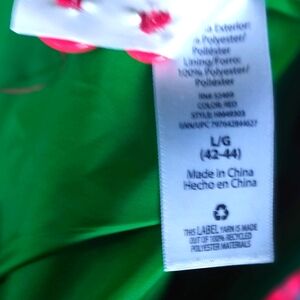 Exterior:
Polyester/
Poliéster
Lining/Forro:
100% Polyester/
Poliéster
COLOR: RED
L/G
(42-44)
Made in China
Hecho en China
THIS LABEL YARN IS MADE
OUT OF 100% RECYCLED
POLYESTER MATERIALS